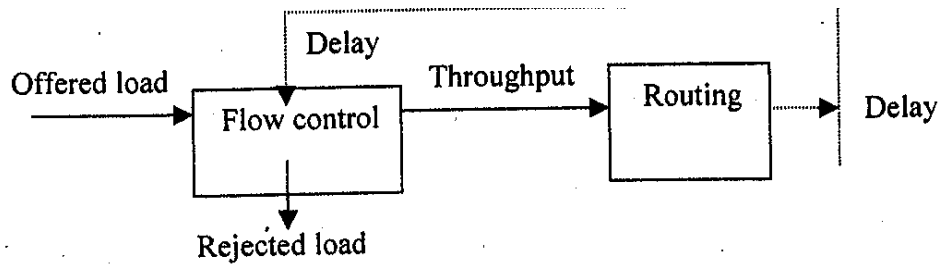 Delay
Offered load
Throughput
Routing
Flow control
Delay
Rejected load